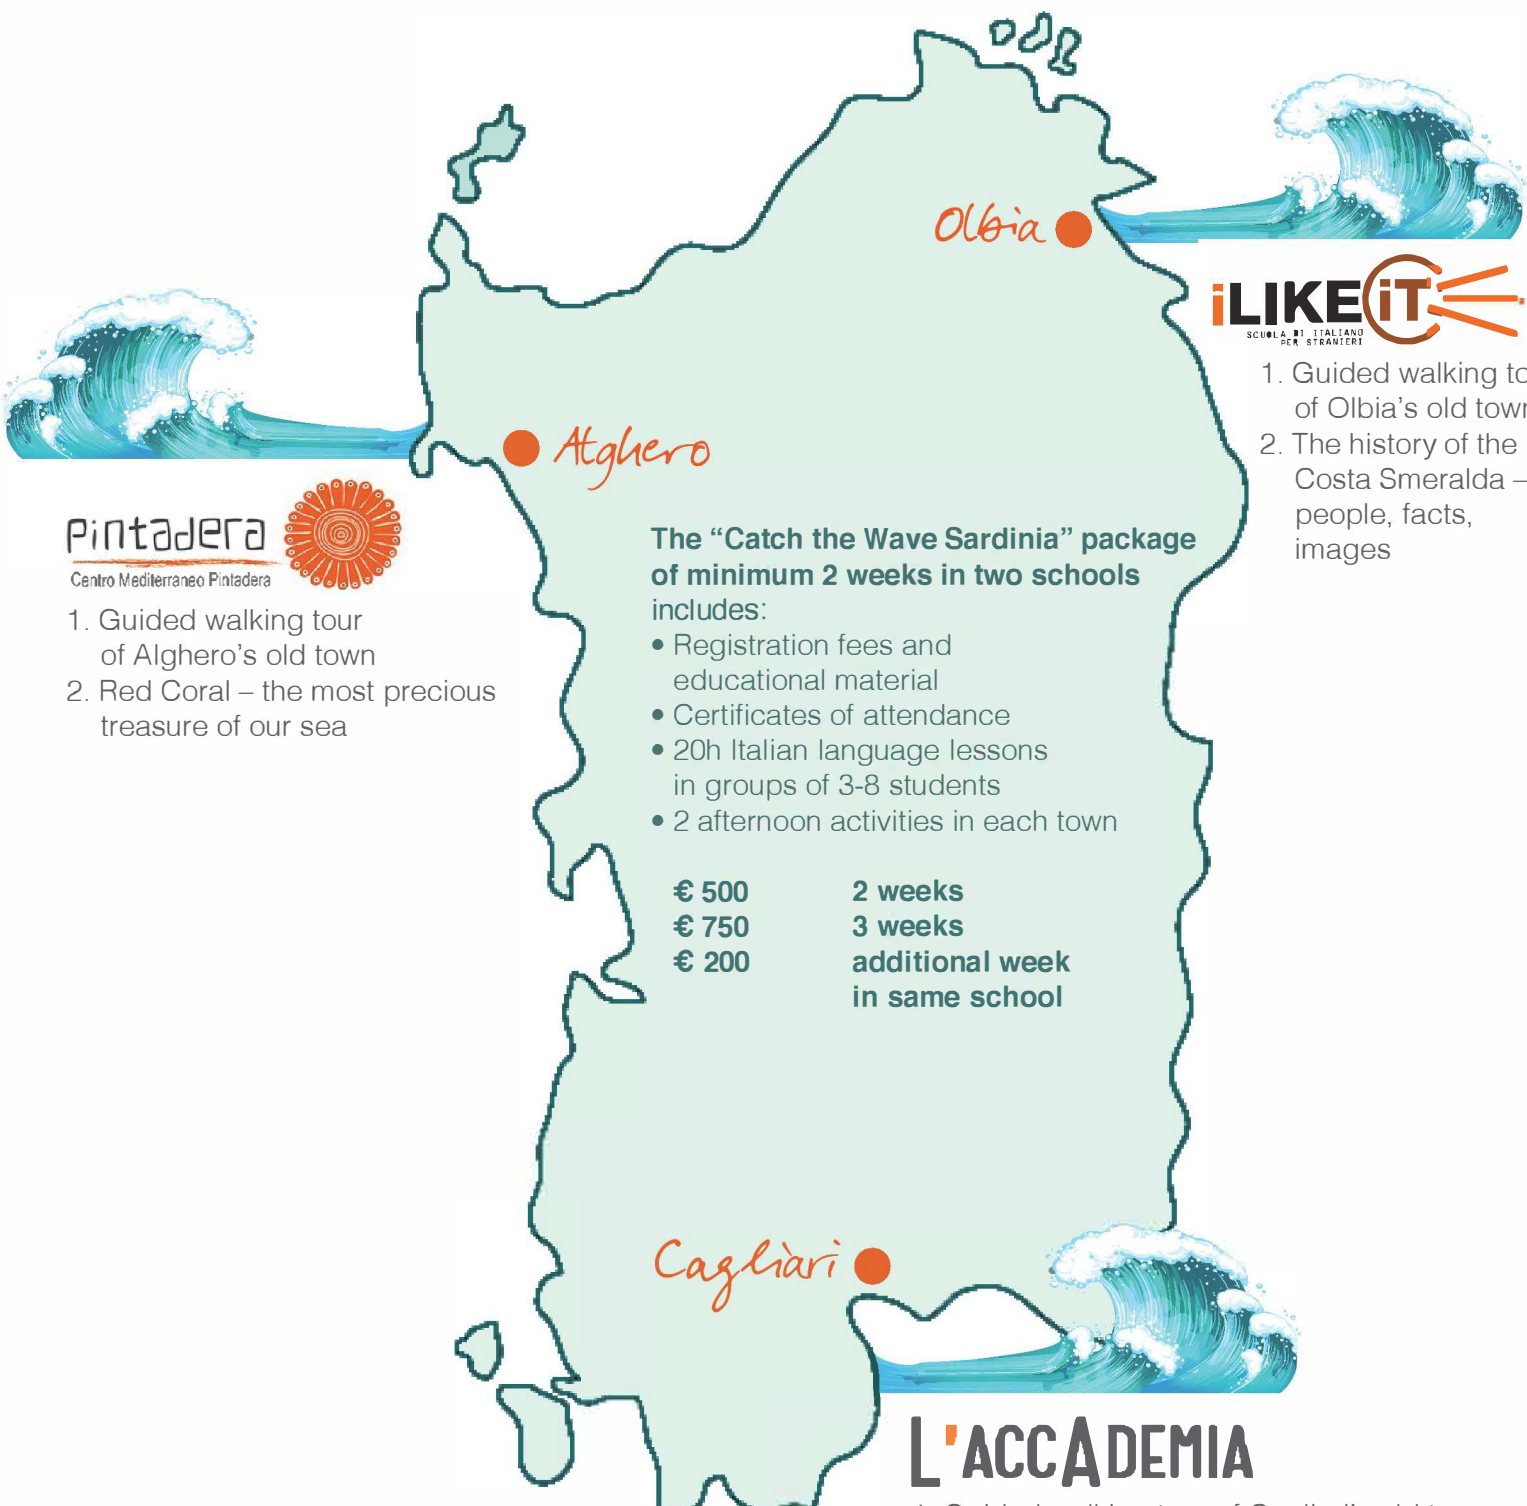 Olbia
iLIKE iT
SCUOLA DI ITALIANO
PER STRANIERI
1. Guided walking
of Olbia's old town
2. The history of the
Costa Smeralda –
people, facts,
images
Alghero
Pintadera
Centro Mediterraneo Pintadera
1. Guided walking tour
of Alghero's old town
2. Red Coral – the most precious
treasure of our sea
The “Catch the Wave Sardinia” package
of minimum 2 weeks in two schools
includes:
• Registration fees and
educational material
• Certificates of attendance
• 20h Italian language lessons
in groups of 3-8 students
• 2 afternoon activities in each town
€ 500 2 weeks
€ 750 3 weeks
€ 200 additional week
in same school
Cagliari
L'ACCADEMIA